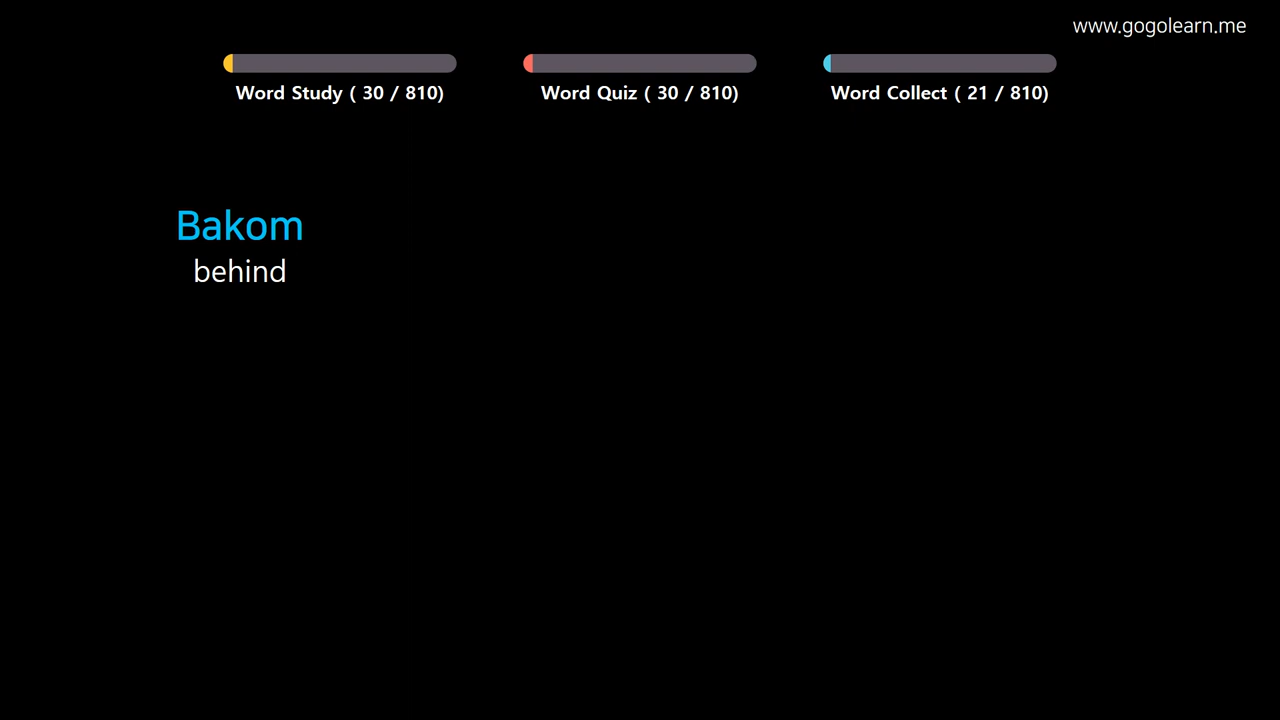 www.gogolearn.me
Word Study ( 30 / 810)
Word Quiz ( 30 / 810)
Word Collect ( 21 / 810)
Bakom
behind